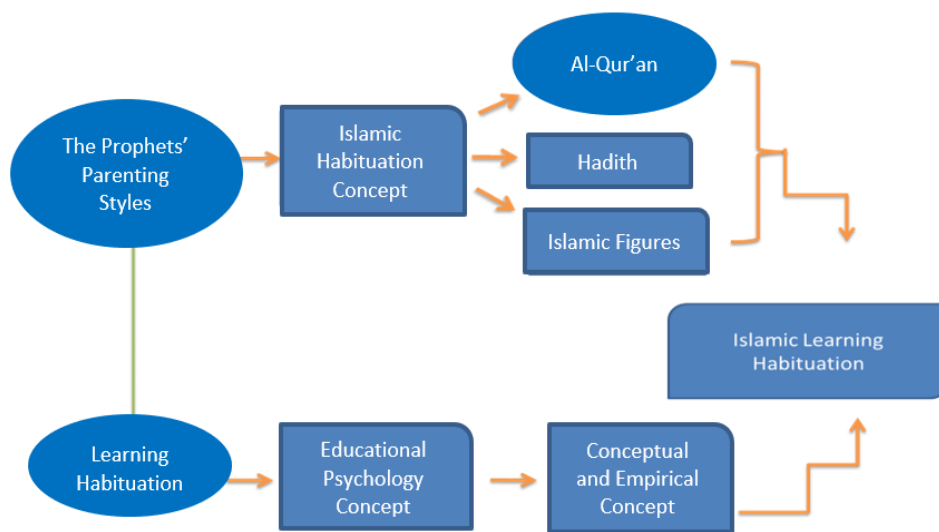 The Prophets’
Parenting
Styles
Islamic
Habituation
Concept
Al-Qur’an
Hadith
Islamic Figures
Islamic Learning
Habituation
Learning
Habituation
Educational
Psychology
Concept
Conceptual
and Empirical
Concept